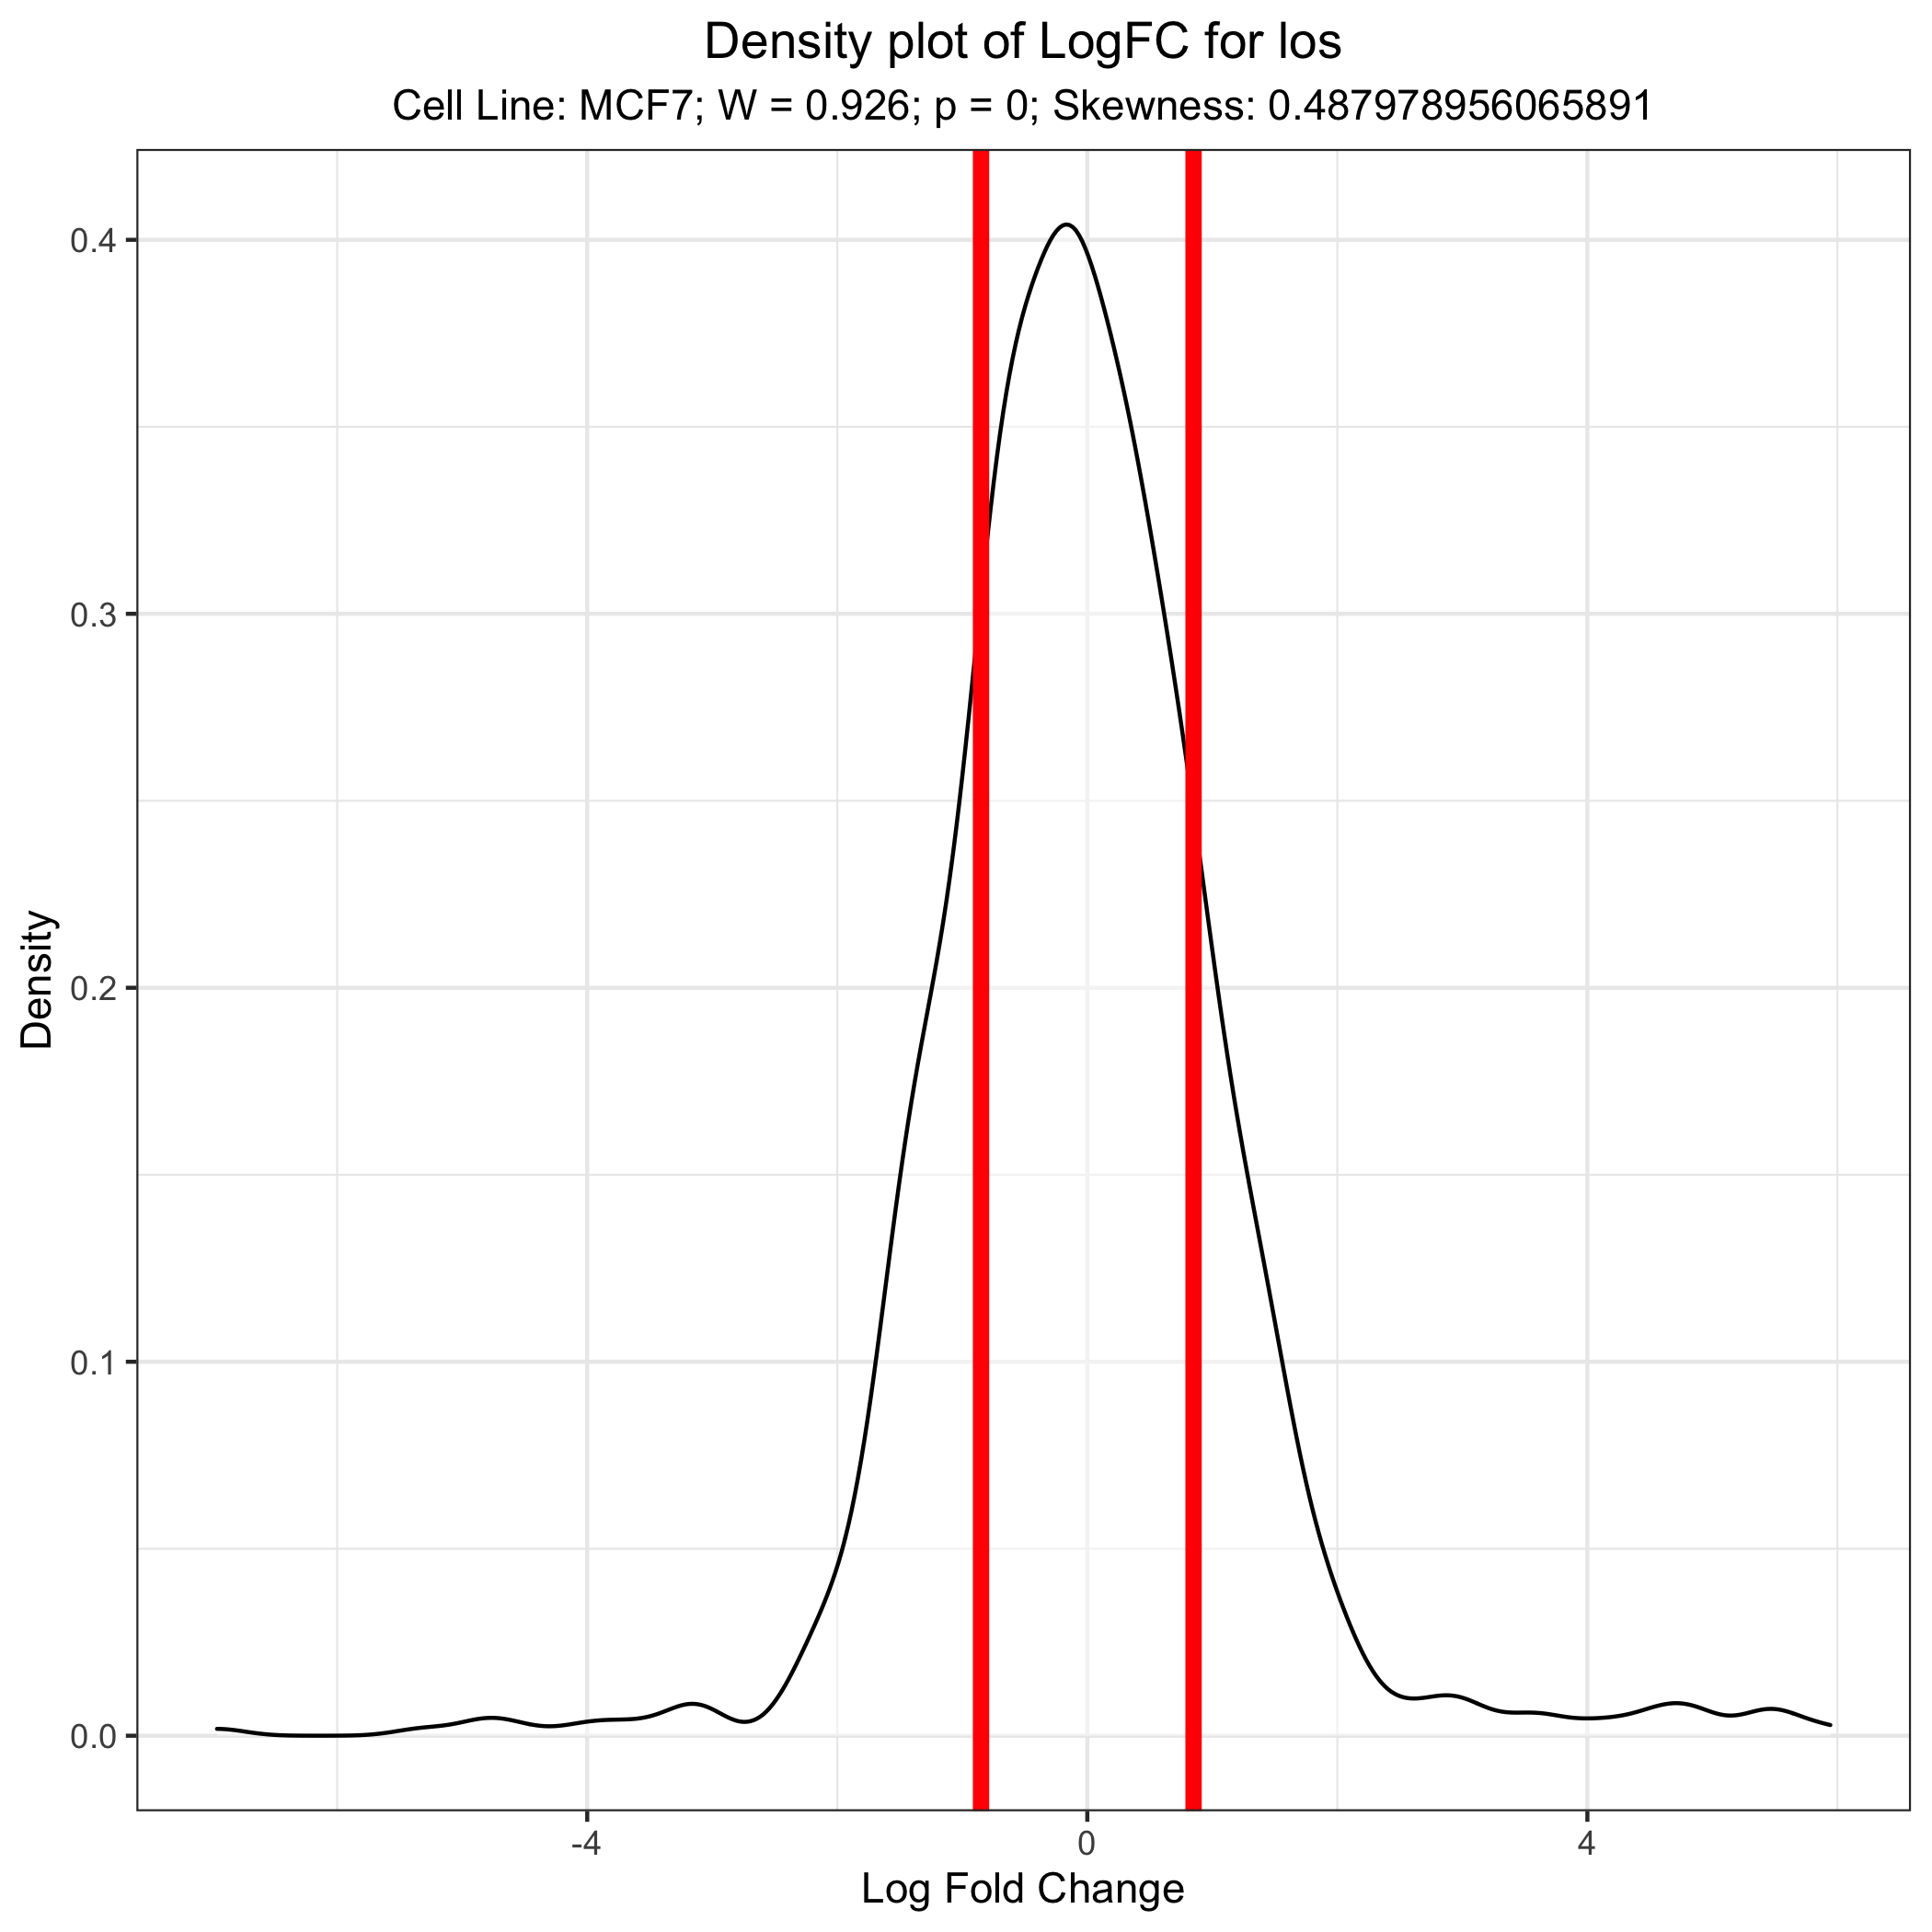 Density plot of LogFC for los
Cell Line: MCF7; W = 0.926; p = 0; Skewness: 0.487978956065891
Density
0.4
0.3
0.2
0.1
0.0
-4
0
4
Log Fold Change